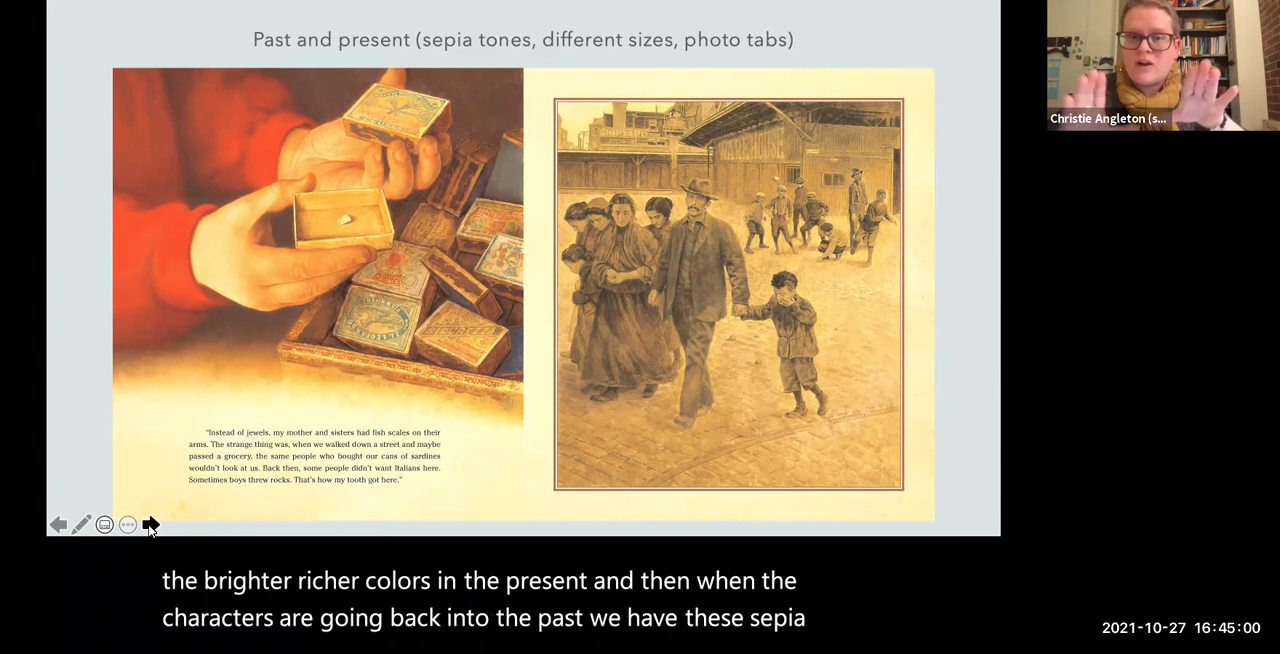 Past and present (sepia tones, different sizes, photo tabs)
Christie Angleton (s...
SHIPYARD
WAREHOUSE
"Instead of jewels, my mother and sisters had fish scales on their
arms. The strange thing was, when we walked down a street and maybe
passed a grocery, the same people who bought our cans of sardines
wouldn't look at us. Back then, some people didn't want Italians here.
Sometimes boys threw rocks. That's how my tooth got here."
the brighter richer colors in the present and then when the
characters are going back into the past we have these sepia
2021-10-27 16:45:00